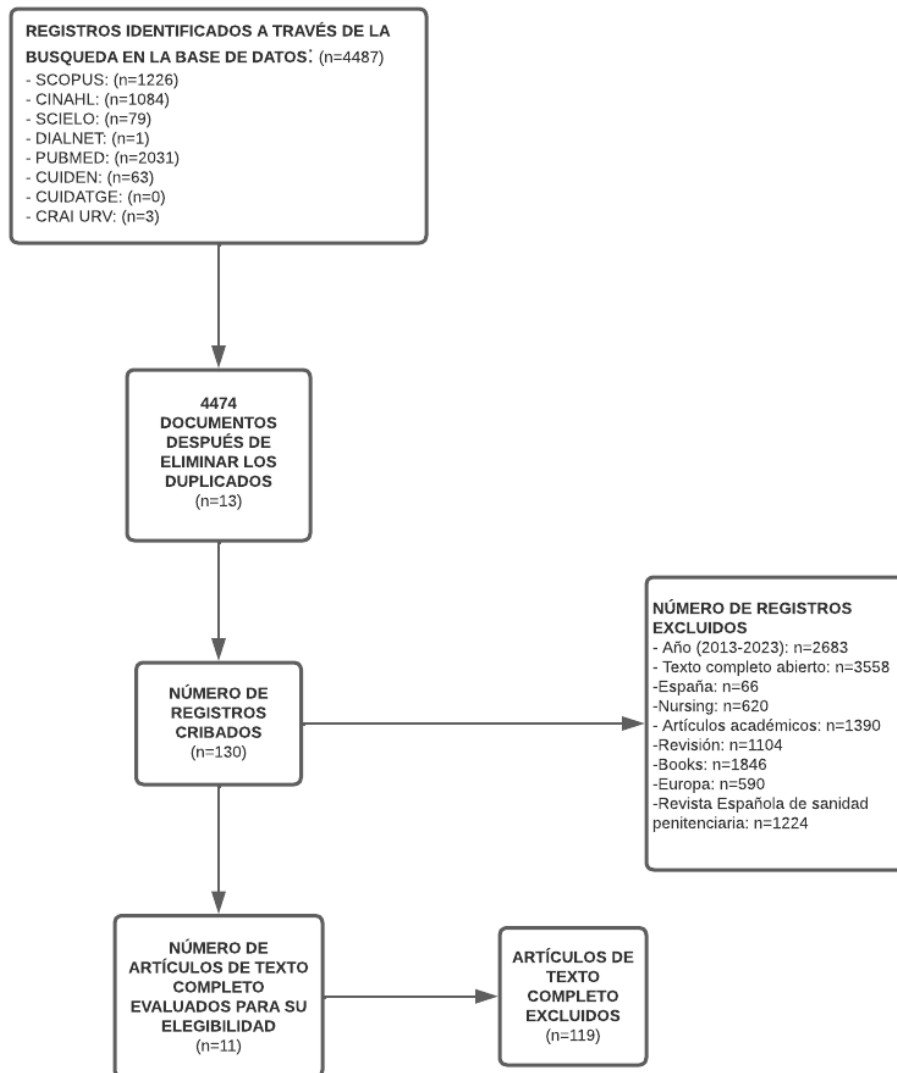 REGISTROS IDENTIFICADOS A TRAVÉS DE LA
BUSQUEDA EN LA BASE DE DATOS: (n=4487)
- SCOPUS: (n=1226)
- CINAHL: (n=1084)
- SCIELO: (n=79)
- DIALNET: (n=1)
- PUBMED: (n=2031)
- CUIDEN: (n=63)
- CUIDATGE: (n=0)
- CRAI URV: (n=3)
4474
DOCUMENTOS
DESPUÉS DE
ELIMINAR LOS
DUPLICADOS
(n=13)
NÚMERO DE
REGISTROS
CRIBADOS
(n=130)
NÚMERO DE REGISTROS
EXCLUIDOS
- Año (2013-2023): n=2683
- Texto completo abierto: n=3558
-España: n=66
-Nursing: n=620
- Artículos académicos: n=1390
-Revisión: n=1104
-Books: n=1846
-Europa: n=590
-Revista Española de sanidad
penitenciaria: n=1224
NÚMERO DE
ARTÍCULOS DE TEXTO
COMPLETO
EVALUADOS PARA SU
ELEGIBILIDAD
(n=11)
ARTÍCULOS DE
TEXTO
COMPLETO
EXCLUIDOS
(n=119)